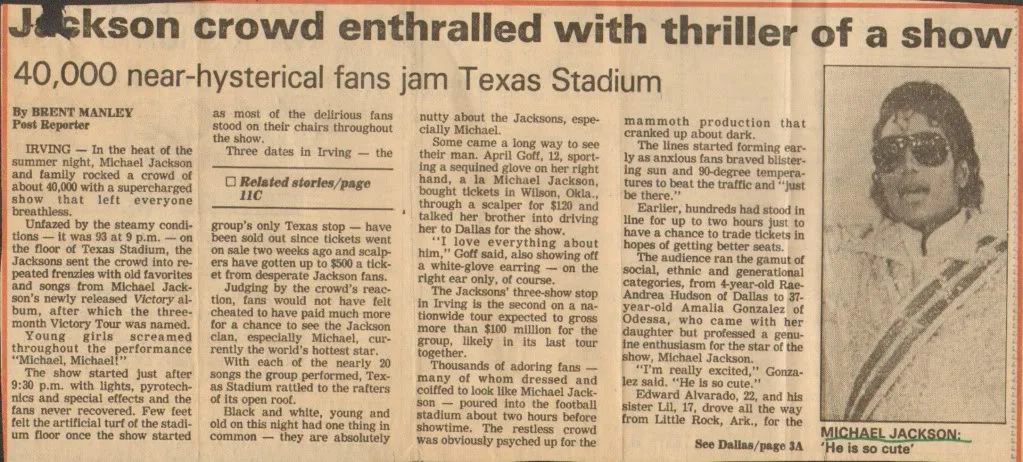 Jackson crowd enthralled with thriller of a show
40,000 near-hysterical fans jam Texas Stadium
By BRENT MANLEY
Post Reporter
IRVING — In the heat of the
summer night, Michael Jackson
and family rocked a crowd of
about 40,000 with a supercharged
show that left everyone
breathless.
Unfazed by the steamy condi-
tions — it was 93 at 9 p.m. — on
the floor of Texas Stadium, the
Jacksons sent the crowd into re-
peated frenzies with old favorites
and songs from Michael Jack-
son's newly released Victory al-
bum, after which the three-
month Victory Tour was named.
Young girls screamed
throughout the performance
"Michael, Michael!"
The show started just after
9:30 p.m. with lights, pyrotech-
nics and special effects and the
fans never recovered. Few feet
felt the artificial turf of the stadi-
um floor once the show started
as most of the delirious fans
stood on their chairs throughout
the show.
Three dates in Irving — the
□ Related stories/page
11C
group's only Texas stop — have
been sold out since tickets went
on sale two weeks ago and scalp-
ers have gotten up to $500 a tick-
et from desperate Jackson fans.
Judging by the crowd's reac-
tion, fans would not have felt
cheated to have paid much more
for a chance to see the Jackson
clan, especially Michael, cur-
rently the world's hottest star.
With each of the nearly 20
songs the group performed, Tex-
as Stadium rattled to the rafters
of its open roof.
Black and white, young and
old on this night had one thing in
common — they are absolutely
nutty about the Jacksons, espe-
cially Michael.
Some came a long way to see
their man. April Goff, 12, sport-
ing a sequined glove on her right
hand, a la Michael Jackson,
bought tickets in Wilson, Okla.,
through a scalper for $120 and
talked her brother into driving
her to Dallas for the show.
"I love everything about
him," Goff said, also showing off
a white-glove earring — on the
right ear only, of course.
The Jacksons' three-show stop
in Irving is the second on a na-
tionwide tour expected to gross
more than $100 million for the
group, likely in its last tour
together.
Thousands of adoring fans —
many of whom dressed and
coiffed to look like Michael Jack-
son — poured into the football
stadium about two hours before
showtime. The restless crowd
was obviously psyched up for the
mammoth production that
cranked up about dark.
The lines started forming ear-
ly as anxious fans braved blister-
ing sun and 90-degree tempera-
tures to beat the traffic and "just
be there."
Earlier, hundreds had stood in
line for up to two hours just to
have a chance to trade tickets in
hopes of getting better seats.
The audience ran the gamut of
social, ethnic and generational
categories, from 4-year-old Rae-
Andrea Hudson of Dallas to 37-
year-old Amalia Gonzalez of
Odessa, who came with her
daughter but professed a genu-
ine enthusiasm for the star of the
show, Michael Jackson.
"I'm really excited," Gonza-
lez said. "He is so cute."
Edward Alvarado, 22, and his
sister Lil, 17, drove all the way
from Little Rock, Ark., for the
See Dallas/page 3A
MICHAEL JACKSON:
'He is so cute'